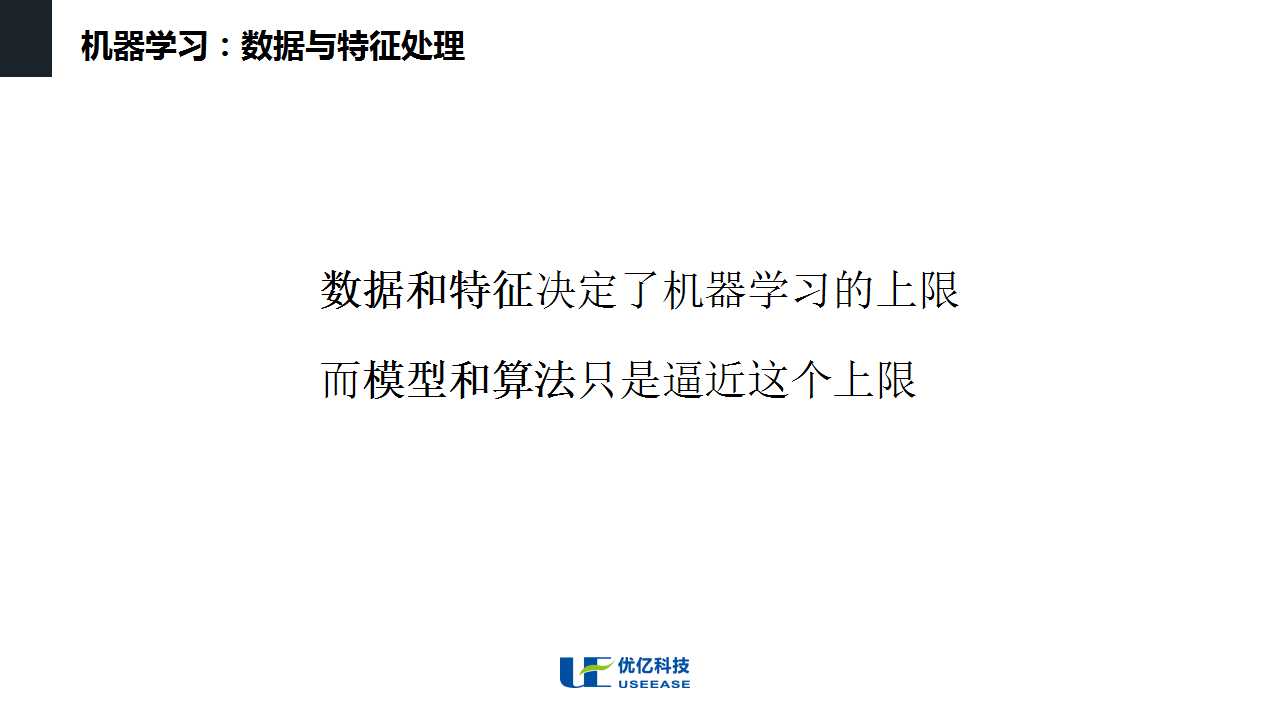 机器学习：数据与特征处理
数据和特征决定了机器学习的上限
而模型和算法只是逼近这个上限
UE 优亿科技
USEEASE